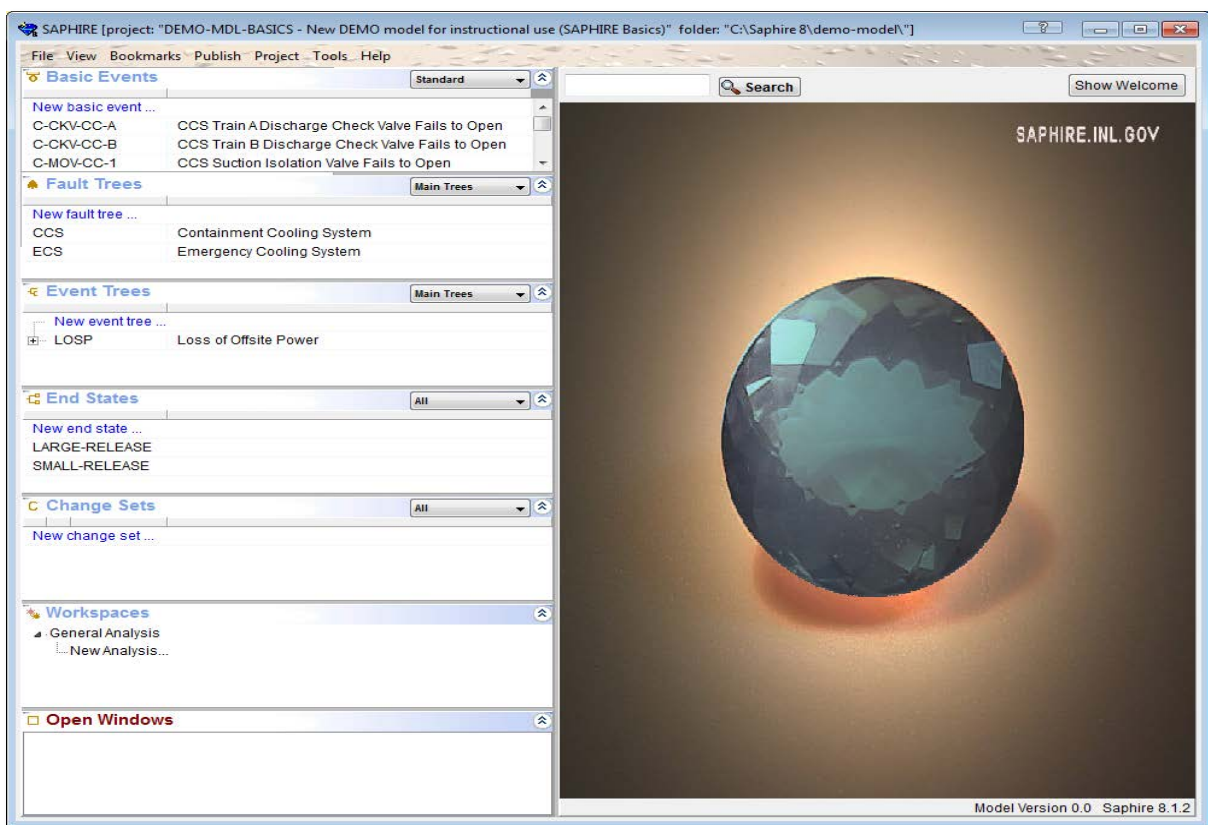 SAPHIRE [project: "DEMO-MDL-BASICS - New DEMO model for instructional use (SAPHIRE Basics)" folder: "C:\Saphire 8\demo-model\"]
File View Bookmarks Publish Project Tools Help
Basic Events Standard
New basic event ...
C-CKV-CC-A CCS Train A Discharge Check Valve Fails to Open
C-CKV-CC-B CCS Train B Discharge Check Valve Fails to Open
C-MOV-CC-1 CCS Suction Isolation Valve Fails to Open
Fault Trees Main Trees
New fault tree ...
CCS Containment Cooling System
ECS Emergency Cooling System
Event Trees Main Trees
New event tree ...
LOSP Loss of Offsite Power
End States All
New end state ...
LARGE-RELEASE
SMALL-RELEASE
C Change Sets All
New change set ...
Workspaces
General Analysis
New Analysis...
Open Windows
Search Show Welcome
SAPHIRE.INL.GOV
Model Version 0.0 Saphire 8.1.2